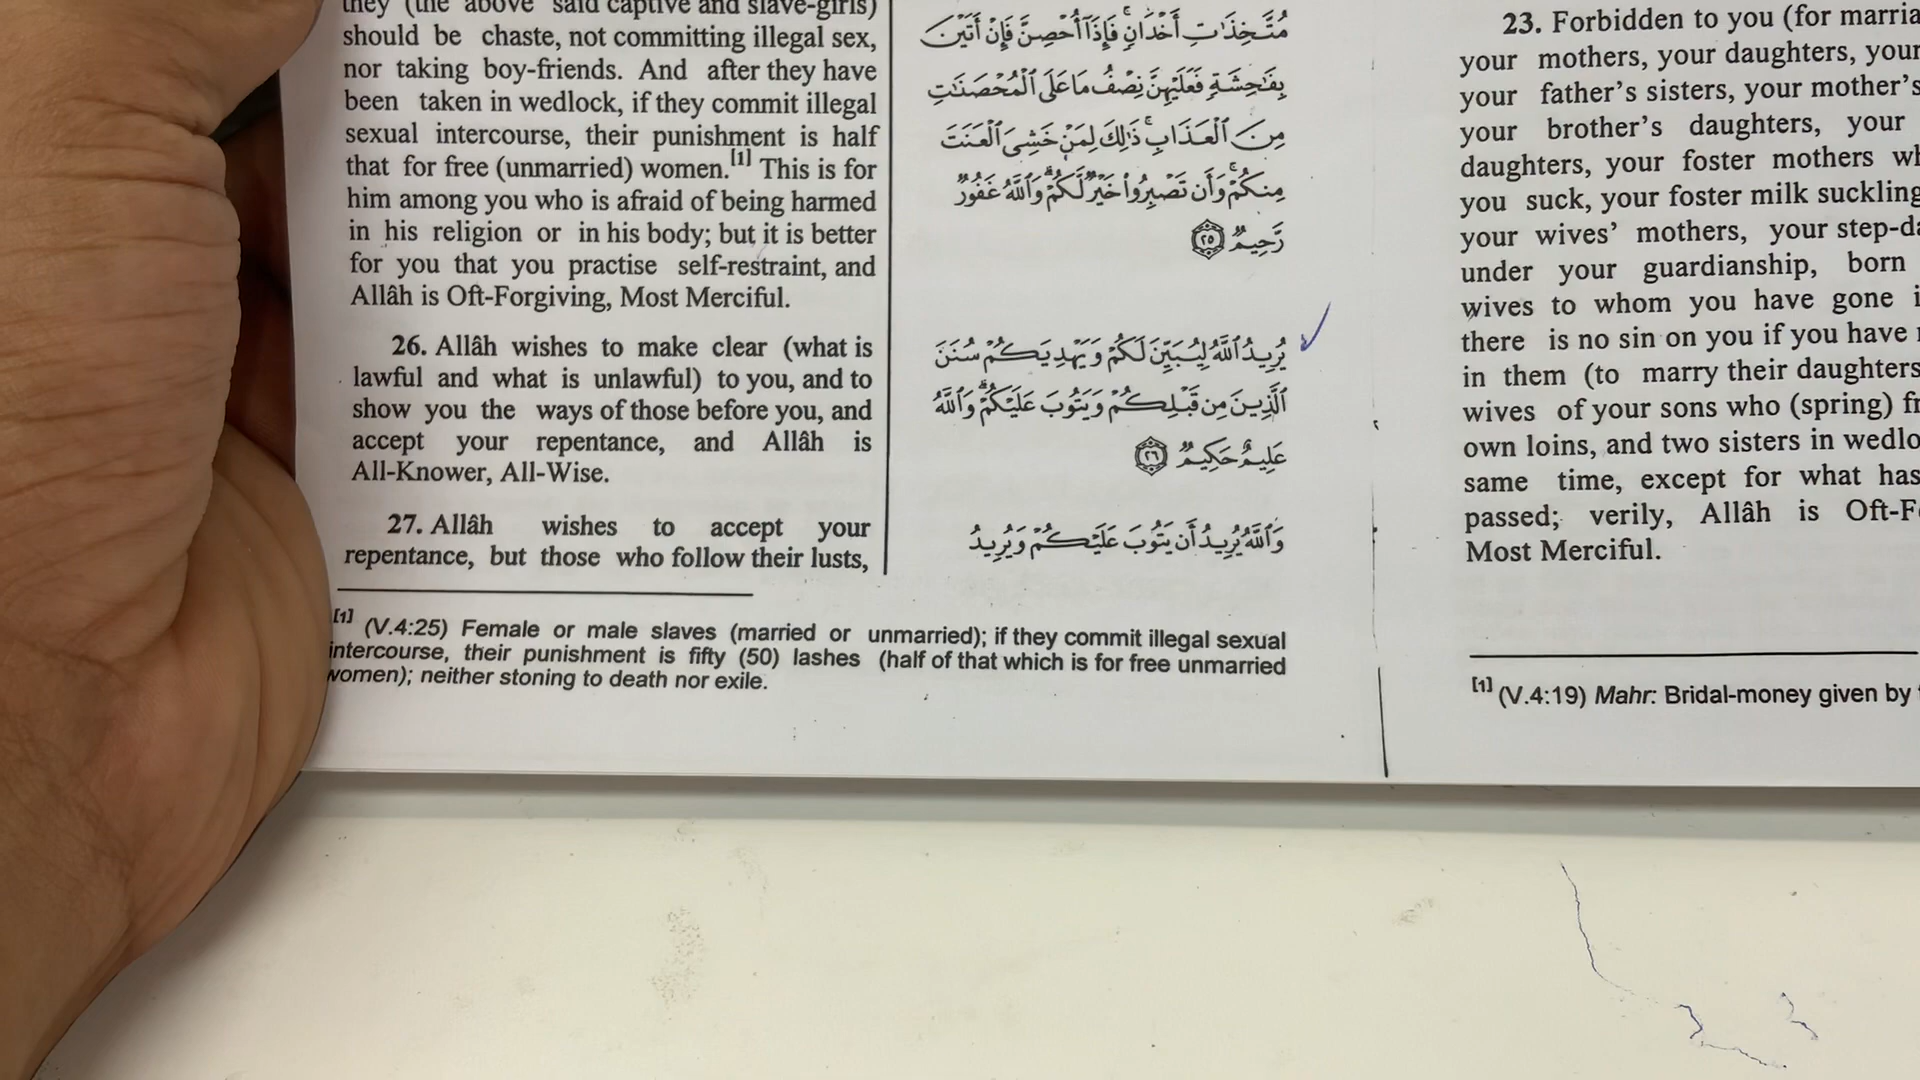 they (the above said captive and slave-girls)
should be chaste, not committing illegal sex,
nor taking boy-friends. And after they have
been taken in wedlock, if they commit illegal
sexual intercourse, their punishment is half
that for free (unmarried) women.[1] This is for
him among you who is afraid of being harmed
in his religion or in his body; but it is better
for you that you practise self-restraint, and
Allâh is Oft-Forgiving, Most Merciful.
26. Allâh wishes to make clear (what is
lawful and what is unlawful) to you, and to
show you the ways of those before you, and
accept your repentance, and Allâh is
All-Knower, All-Wise.
27. Allâh wishes to accept your
repentance, but those who follow their lusts,
مُتَّخِذَٰتِ أَخْدَانٍ ۚ فَإِذَآ أُحْصِنَّ فَإِنْ أَتَيْنَ
بِفَٰحِشَةٍ فَعَلَيْهِنَّ نِصْفُ مَا عَلَى ٱلْمُحْصَنَٰتِ
مِنَ ٱلْعَذَابِ ۚ ذَٰلِكَ لِمَنْ خَشِىَ ٱلْعَنَتَ
مِنكُمْ ۚ وَأَن تَصْبِرُوا۟ خَيْرٌ لَّكُمْ ۗ وَٱللَّهُ غَفُورٌ
رَّحِيمٌ ٢٥
يُرِيدُ ٱللَّهُ لِيُبَيِّنَ لَكُمْ وَيَهْدِيَكُمْ سُنَنَ
ٱلَّذِينَ مِن قَبْلِكُمْ وَيَتُوبَ عَلَيْكُمْ ۗ وَٱللَّهُ
عَلِيمٌ حَكِيمٌ ٢٦
وَٱللَّهُ يُرِيدُ أَن يَتُوبَ عَلَيْكُمْ وَيُرِيدُ
[1] (V.4:25) Female or male slaves (married or unmarried); if they commit illegal sexual
intercourse, their punishment is fifty (50) lashes (half of that which is for free unmarried
women); neither stoning to death nor exile.
23. Forbidden to you (for
your mothers, your daughters, your
your father's sisters, your mother's
your brother's daughters, your
daughters, your foster mothers
you suck, your foster milk suckling
your wives' mothers, your
under your guardianship, born
wives to whom you have gone
there is no sin on you if you have
in them (to marry their daughters
wives of your sons who (spring)
own loins, and two sisters in
same time, except for what has
passed; verily, Allâh is
Most Merciful.
[1] (V.4:19) Mahr: Bridal-money given by